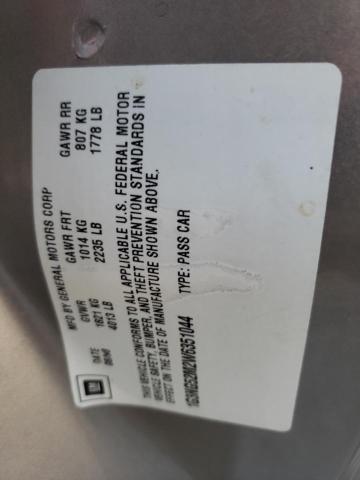 MFD BY GENERAL MOTORS CORP
DATE GVWR GAWR FRT GAWR RR
1821 KG 1014 KG 807 KG
4013 LB 2235 LB 1778 LB
THIS VEHICLE CONFORMS TO ALL APPLICABLE U.S. FEDERAL MOTOR
VEHICLE SAFETY, BUMPER, AND THEFT PREVENTION STANDARDS IN
EFFECT ON THE DATE OF MANUFACTURE SHOWN ABOVE.
1G3NG52M2W6351044 TYPE: PASS CAR
GM